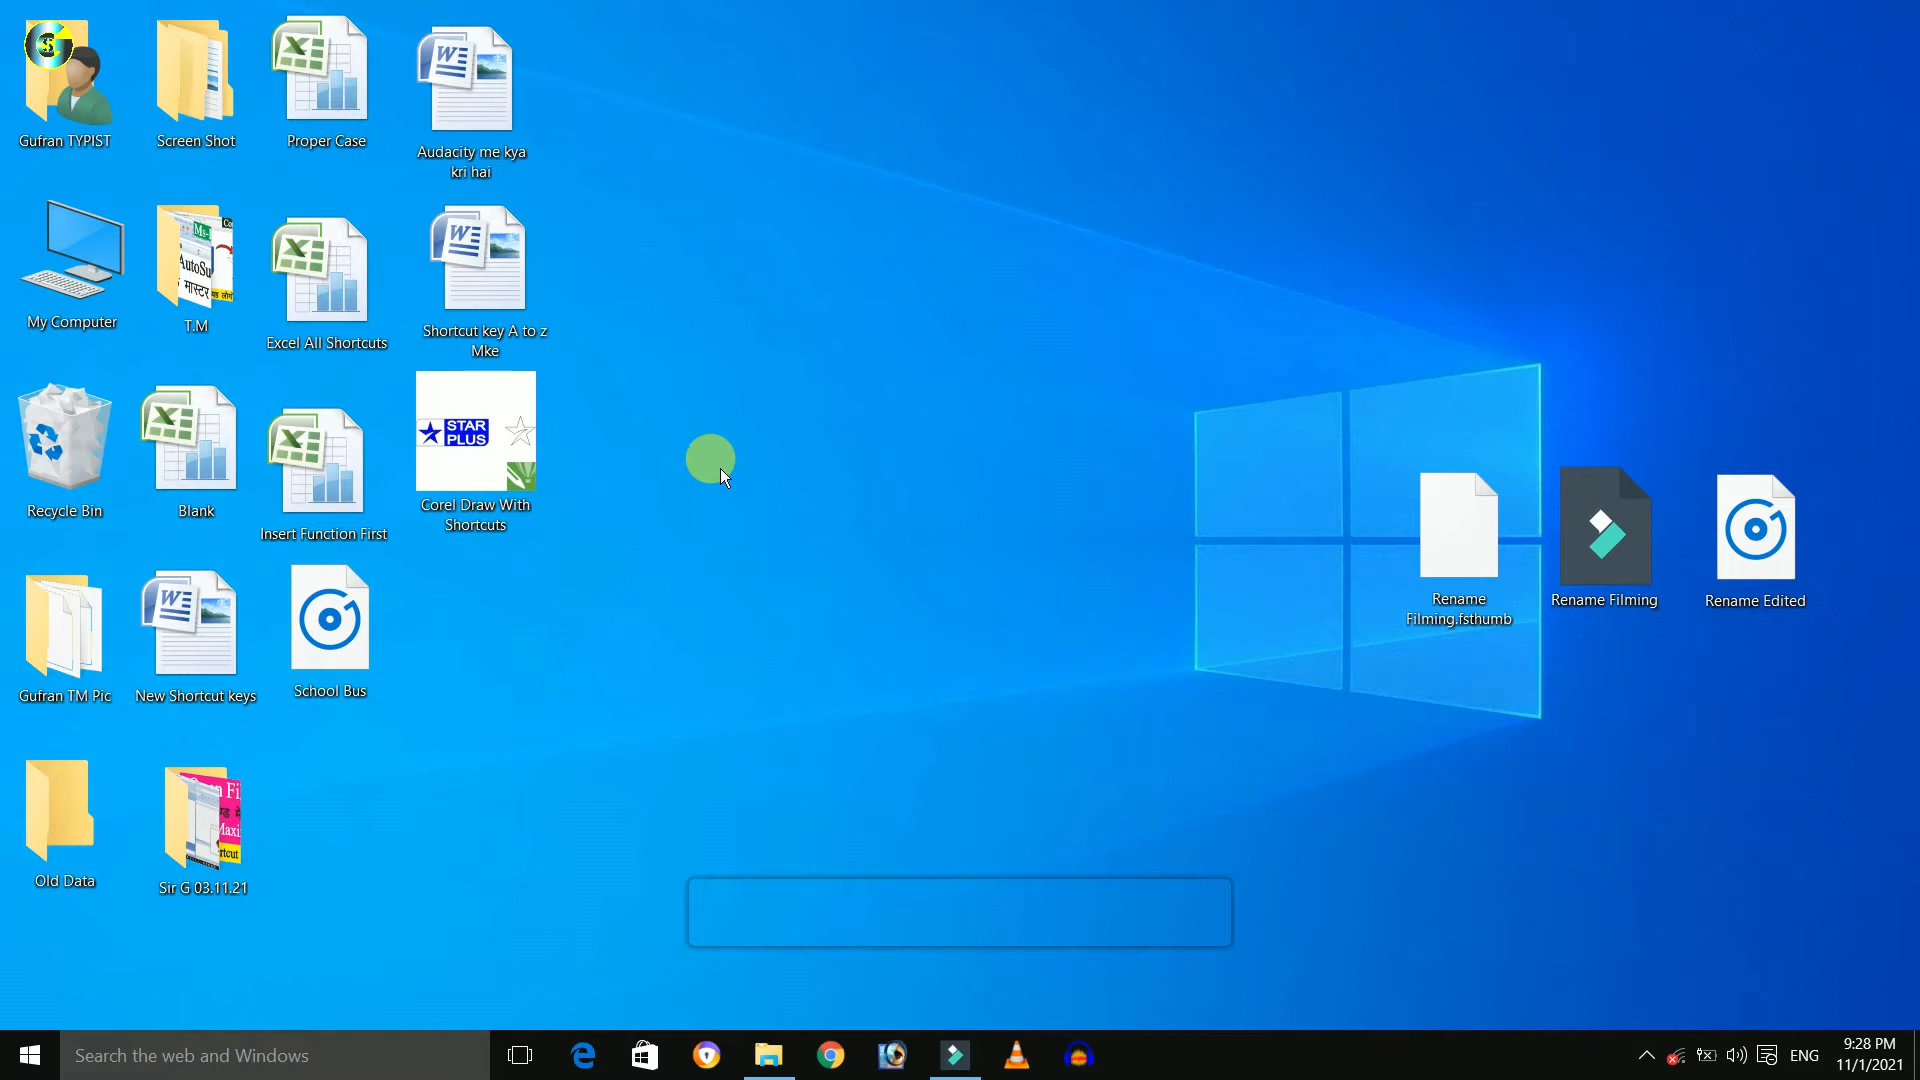 Gufran TYPIST
Screen Shot
Proper Case
Audacity me kya
kri hai
My Computer
T.M
Excel All Shortcuts
Shortcut key A to z
Mke
Recycle Bin
Blank
Insert Function First
STAR
PLUS
Corel Draw With
Shortcuts
Rename
Filming.fsthumb
Rename Filming
Rename Edited
Gufran TM Pic
New Shortcut keys
School Bus
Old Data
Sir G 03.11.21
Search the web and Windows
ENG
9:28 PM
11/1/2021